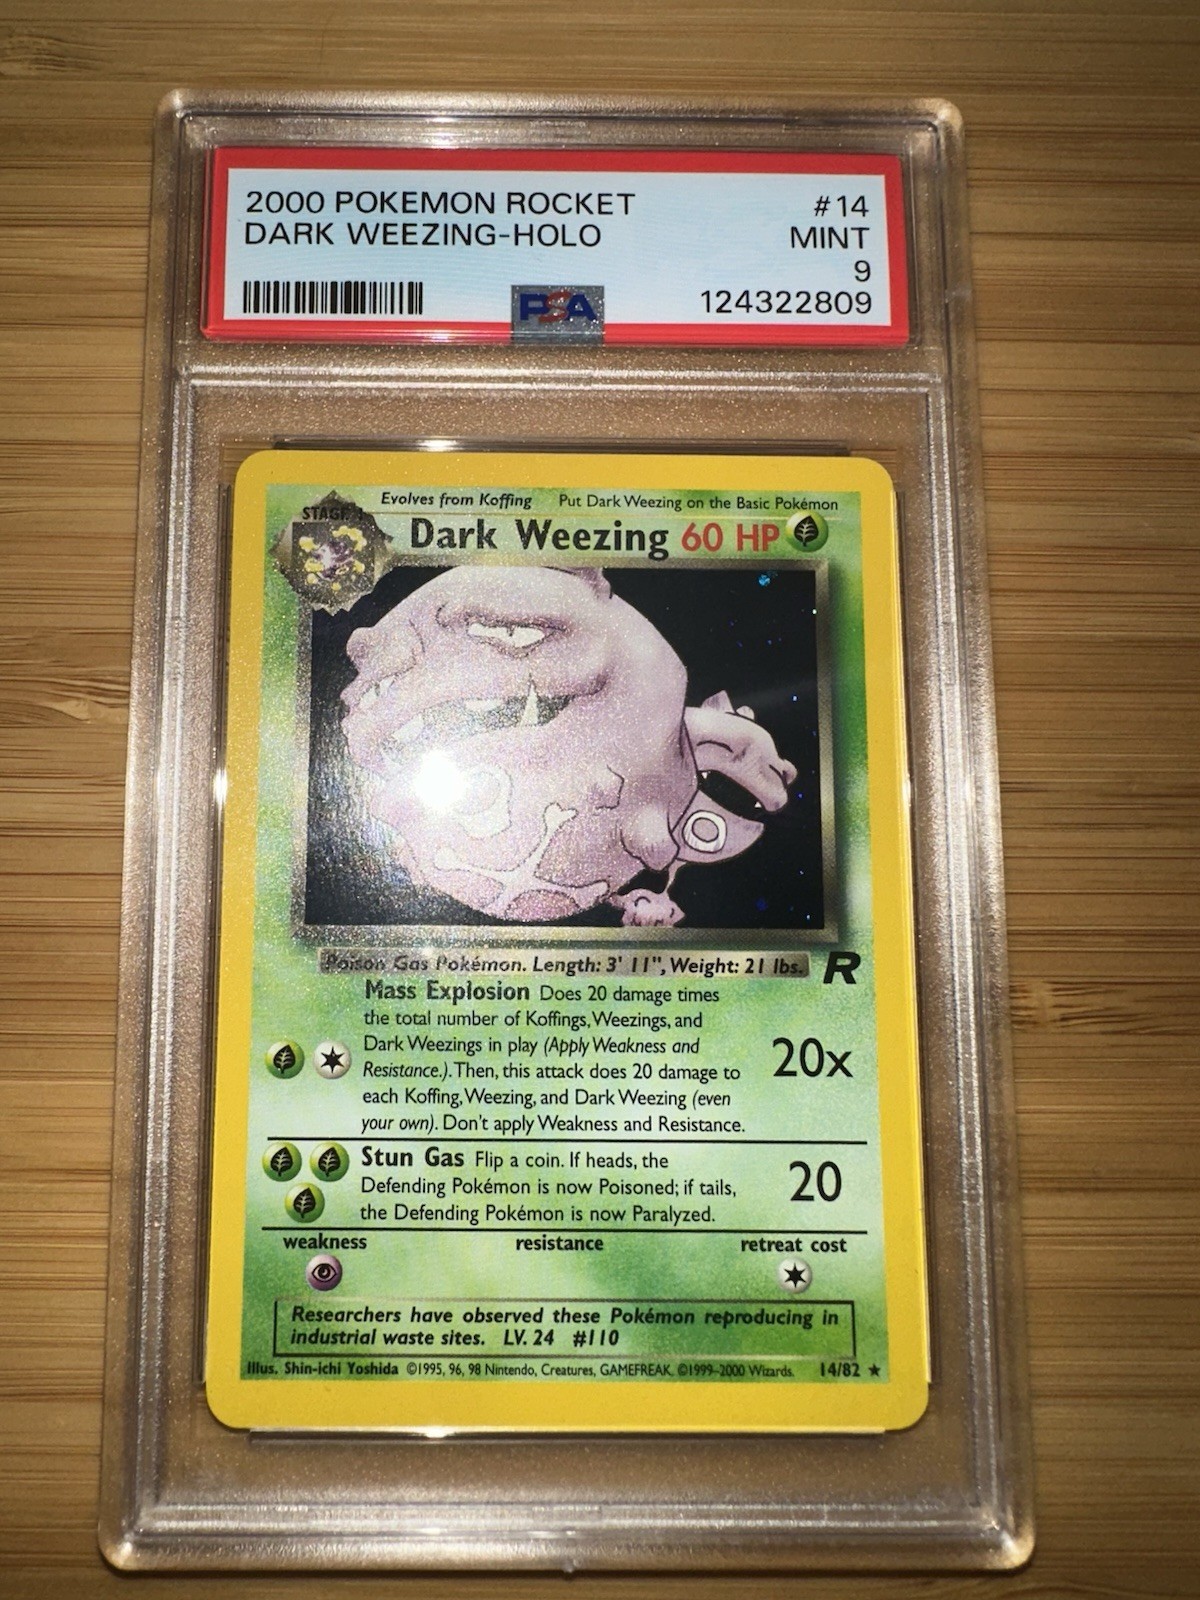 2000 POKEMON ROCKET #14
DARK WEEZING-HOLO MINT
9
PSA 124322809
Evolves from Koffing Put Dark Weezing on the Basic Pokémon
STAGE 1
Dark Weezing 60 HP
Poison Gas Pokémon. Length: 3' 11", Weight: 21 lbs. R
Mass Explosion Does 20 damage times
the total number of Koffings, Weezings, and
Dark Weezings in play (Apply Weakness and
Resistance.). Then, this attack does 20 damage to
each Koffing, Weezing, and Dark Weezing (even
your own). Don't apply Weakness and Resistance.
20x
Stun Gas Flip a coin. If heads, the
Defending Pokémon is now Poisoned; if tails,
the Defending Pokémon is now Paralyzed.
20
weakness resistance retreat cost
Researchers have observed these Pokémon reproducing in
industrial waste sites. LV. 24 #110
Illus. Shin-ichi Yoshida ©1995, 96, 98 Nintendo, Creatures, GAMEFREAK. ©1999–2000 Wizards. 14/82 ★